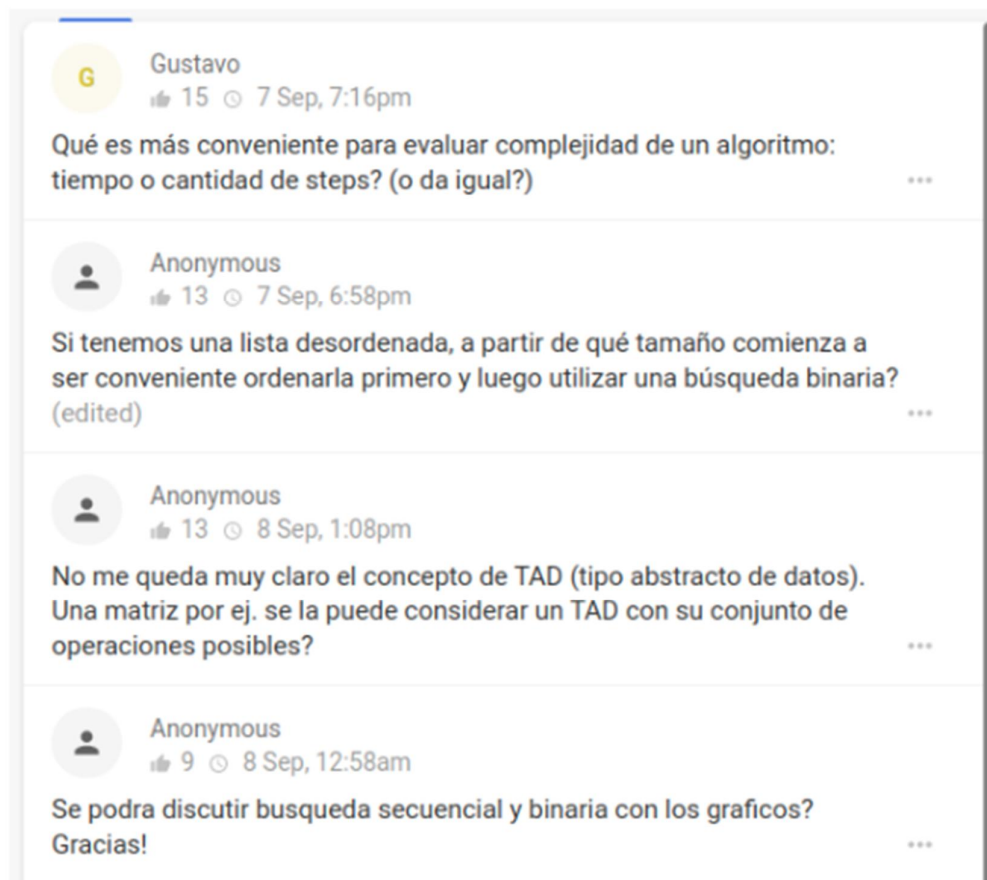 G
Gustavo
15 7 Sep, 7:16pm
Qué es más conveniente para evaluar complejidad de un algoritmo:
tiempo o cantidad de steps? (o da igual?)
Anonymous
13 7 Sep, 6:58pm
Si tenemos una lista desordenada, a partir de qué tamaño comienza a
ser conveniente ordenarla primero y luego utilizar una búsqueda binaria?
(edited)
Anonymous
13 8 Sep, 1:08pm
No me queda muy claro el concepto de TAD (tipo abstracto de datos).
Una matriz por ej. se la puede considerar un TAD con su conjunto de
operaciones posibles?
Anonymous
9 8 Sep, 12:58am
Se podra discutir busqueda secuencial y binaria con los graficos?
Gracias!